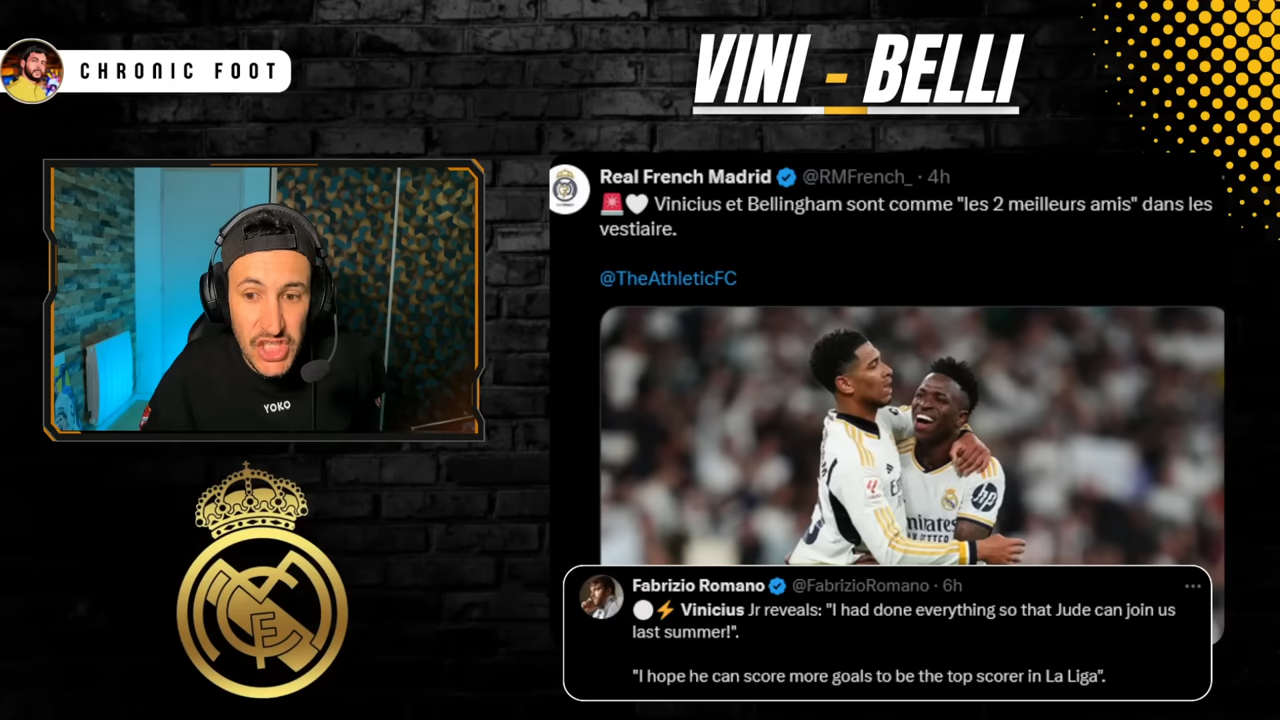 CHRONIC FOOT
VINI - BELLI
Real French Madrid @RMFrench_ · 4h
🚨🤍 Vinicius et Bellingham sont comme "les 2 meilleurs amis" dans les
vestiaire.
@TheAthleticFC
YOKO
hp
Emirates
Fabrizio Romano @FabrizioRomano · 6h
⚪⚡ Vinicius Jr reveals: "I had done everything so that Jude can join us
last summer!".
"I hope he can score more goals to be the top scorer in La Liga".